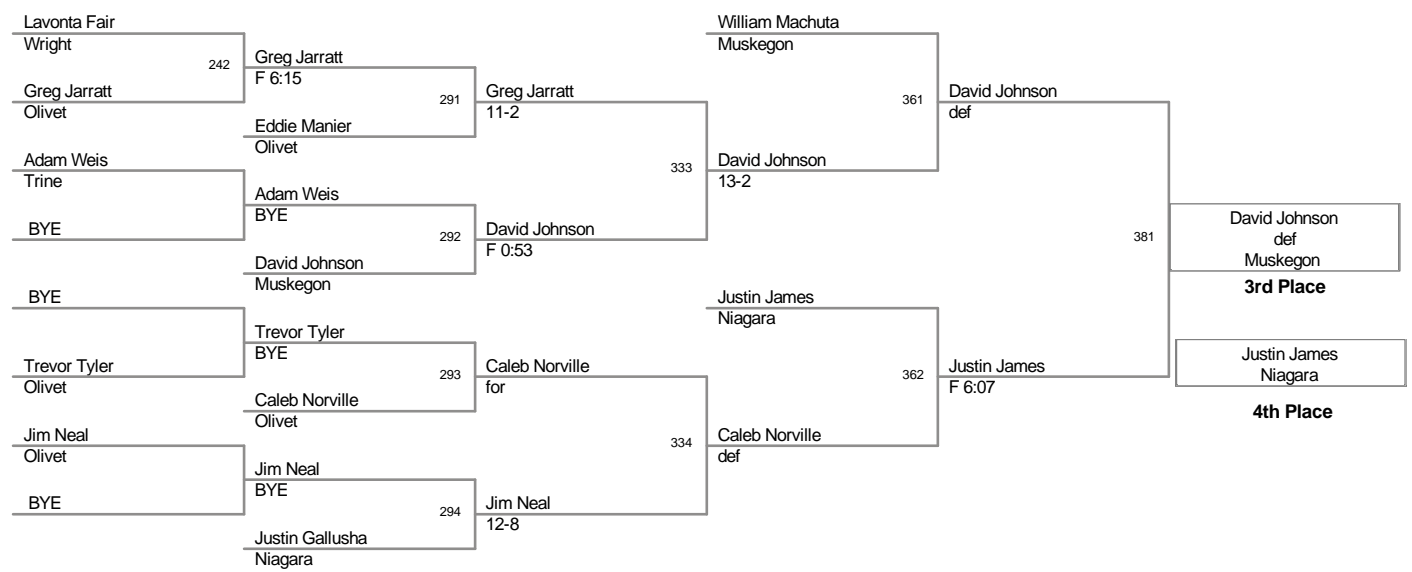 Lavonta Fair
Wright
242
Greg Jarratt
F 6:15
Greg Jarratt
Olivet
291
Greg Jarratt
11-2
Eddie Manier
Olivet
Adam Weis
Trine
Adam Weis
BYE
BYE
292
David Johnson
F 0:53
David Johnson
Muskegon
333
David Johnson
13-2
William Machuta
Muskegon
361
David Johnson
def
BYE
Trevor Tyler
BYE
Trevor Tyler
Olivet
293
Caleb Norville
for
Caleb Norville
Olivet
Jim Neal
Olivet
Jim Neal
BYE
BYE
294
Jim Neal
12-8
Justin Gallusha
Niagara
334
Caleb Norville
def
Justin James
Niagara
362
Justin James
F 6:07
381
David Johnson
def
Muskegon
3rd Place
Justin James
Niagara
4th Place